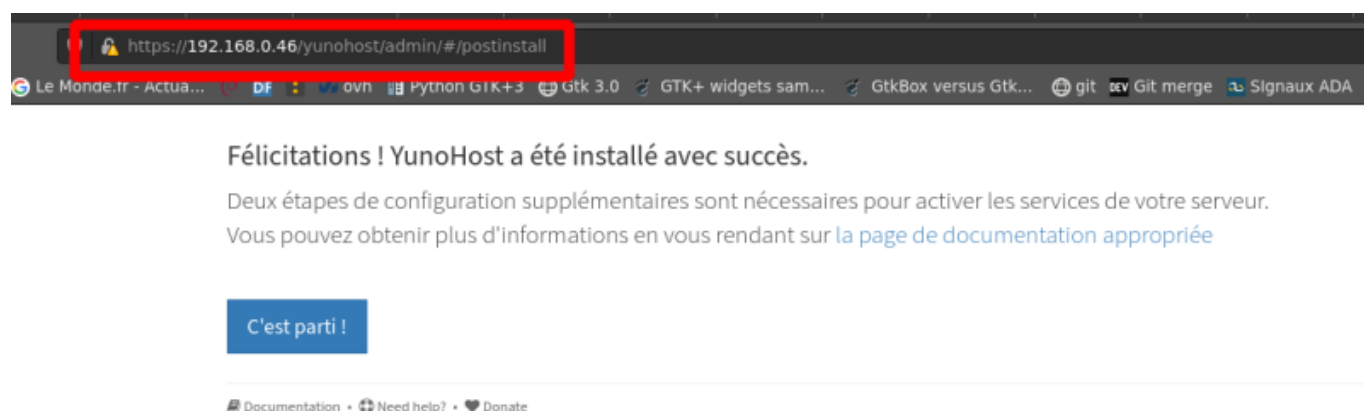 https://192.168.0.46/yunohost/admin/#/postinstall
Le Monde.fr - Actua... DF ovh Python GTK+3 Gtk 3.0 GTK+ widgets sam... GtkBox versus Gtk... git DEV Git merge SIgnaux ADA
Félicitations ! YunoHost a été installé avec succès.
Deux étapes de configuration supplémentaires sont nécessaires pour activer les services de votre serveur.
Vous pouvez obtenir plus d'informations en vous rendant sur la page de documentation appropriée
C'est parti !
Documentation • Need help? • Donate